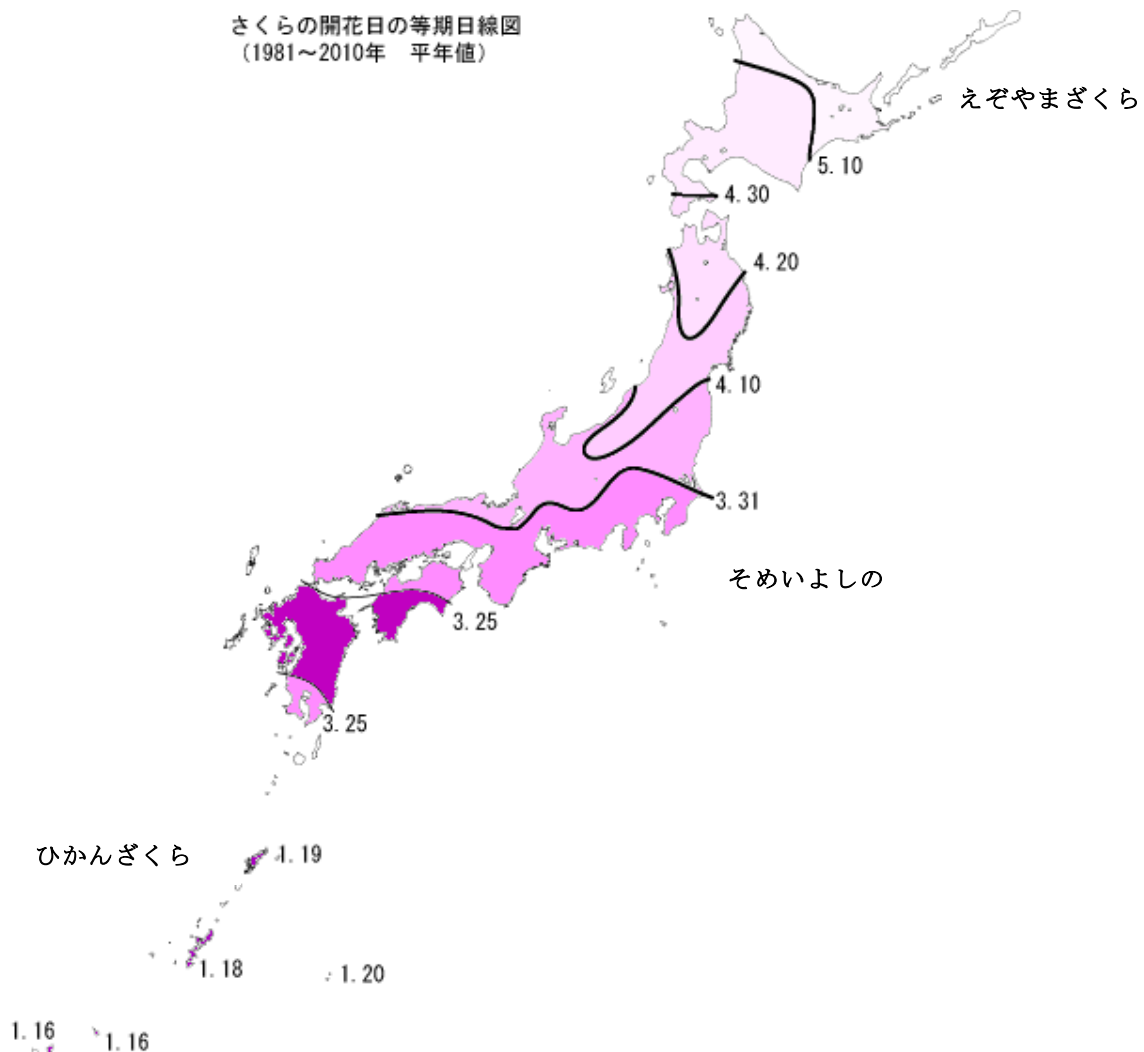 さくらの開花日の等期日線図
（1981～2010年　平年値）
えぞやまざくら
5.10
4.30
4.20
4.10
3.31
そめいよしの
3.25
3.25
ひかんざくら
1.19
1.18
1.20
1.16
1.16